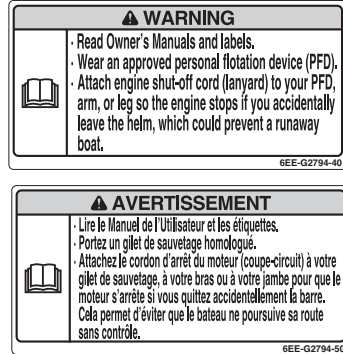 WARNING
· Read Owner's Manuals and labels.
· Wear an approved personal flotation device (PFD).
· Attach engine shut-off cord (lanyard) to your PFD,
arm, or leg so the engine stops if you accidentally
leave the helm, which could prevent a runaway
boat.
6EE-G2794-40
AVERTISSEMENT
· Lire le Manuel de l'Utilisateur et les étiquettes.
· Portez un gilet de sauvetage homologué.
· Attachez le cordon d'arrêt du moteur (coupe-circuit) à votre
gilet de sauvetage, à votre bras ou à votre jambe pour que le
moteur s'arrête si vous quittez accidentellement la barre.
Cela permet d'éviter que le bateau ne poursuive sa route
sans contrôle.
6EE-G2794-50